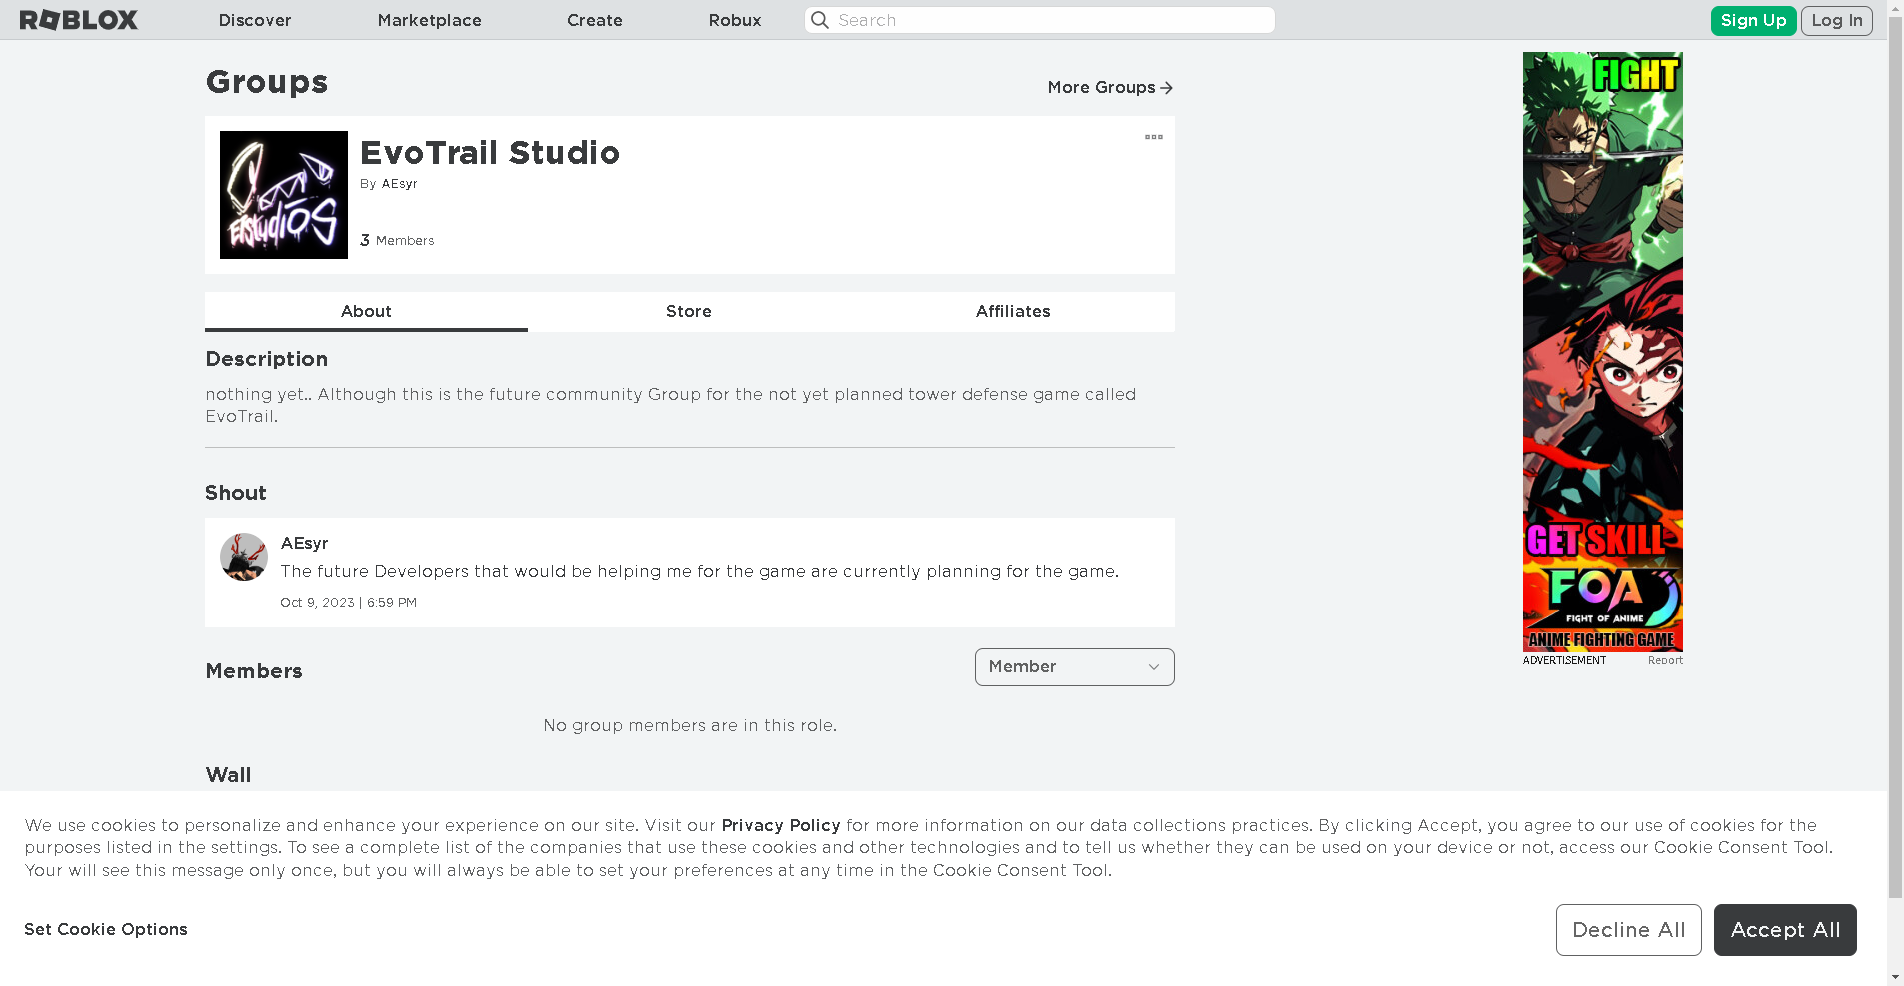 ROBLOX
Discover
Marketplace
Create
Robux
Search
Sign Up
Log In
Groups
More Groups
EvoTrail Studio
By AEsyr
3 Members
About
Store
Affiliates
Description
nothing yet.. Although this is the future community Group for the not yet planned tower defense game called
EvoTrail.
Shout
AEsyr
The future Developers that would be helping me for the game are currently planning for the game.
Oct 9, 2023 | 6:59 PM
Members
Member
No group members are in this role.
Wall
FIGHT
GET SKILL
FOA
FIGHT OF ANIME
ANIME FIGHTING GAME
ADVERTISEMENT
Report
We use cookies to personalize and enhance your experience on our site. Visit our Privacy Policy for more information on our data collections practices. By clicking Accept, you agree to our use of cookies for the
purposes listed in the settings. To see a complete list of the companies that use these cookies and other technologies and to tell us whether they can be used on your device or not, access our Cookie Consent Tool.
Your will see this message only once, but you will always be able to set your preferences at any time in the Cookie Consent Tool.
Set Cookie Options
Decline All
Accept All